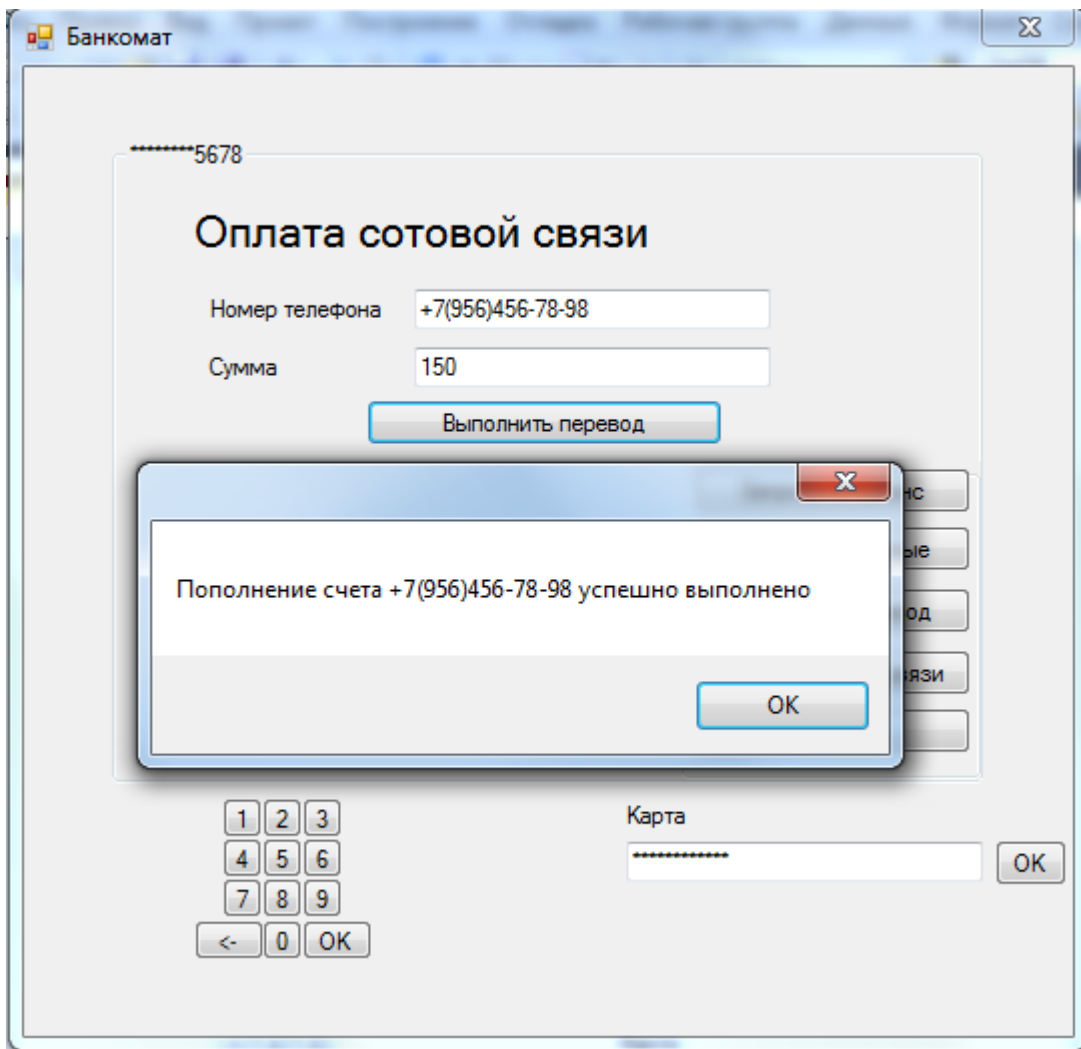 Банкомат
********5678
Оплата сотовой связи
Номер телефона +7(956)456-78-98
Сумма 150
Выполнить перевод
Пополнение счета +7(956)456-78-98 успешно выполнено
OK
1 2 3
4 5 6
7 8 9
<- 0 OK
Карта
************ OK